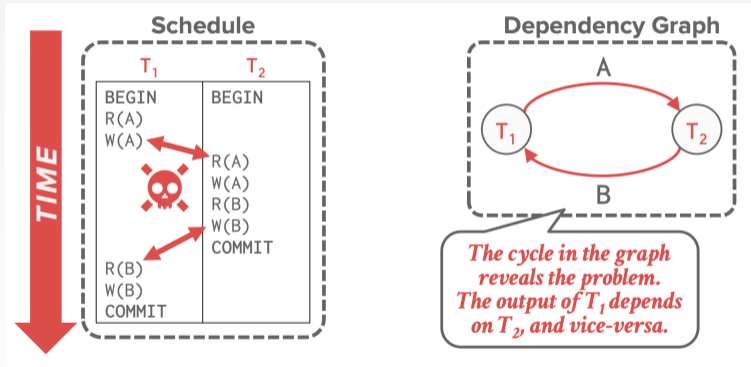 Schedule
T₁ T₂
BEGIN BEGIN
R(A)
W(A)
R(A)
W(A)
R(B)
W(B)
COMMIT
R(B)
W(B)
COMMIT
TIME
Dependency Graph
A
T₁ T₂
B
The cycle in the graph
reveals the problem.
The output of T₁ depends
on T₂, and vice-versa.